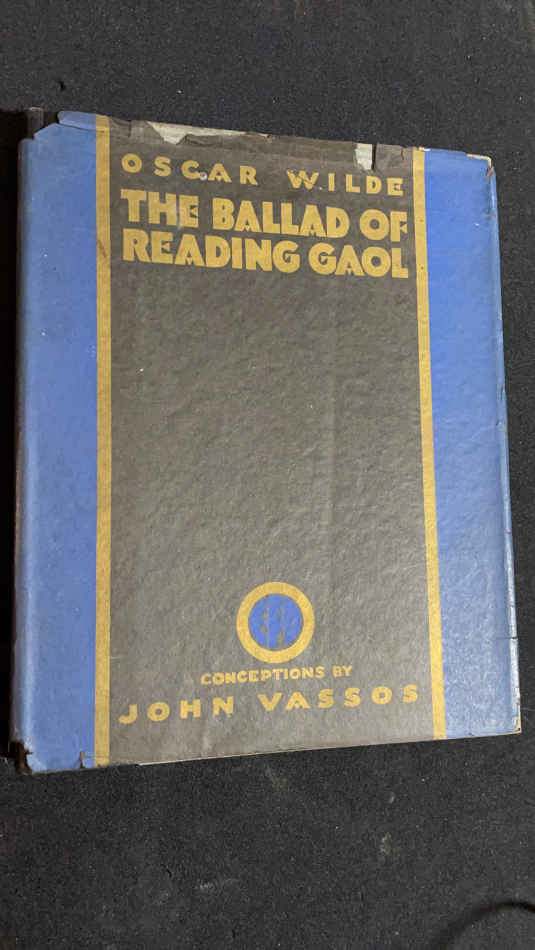 OSCAR WILDE
THE BALLAD OF
READING GAOL
CONCEPTIONS BY
JOHN VASSOS